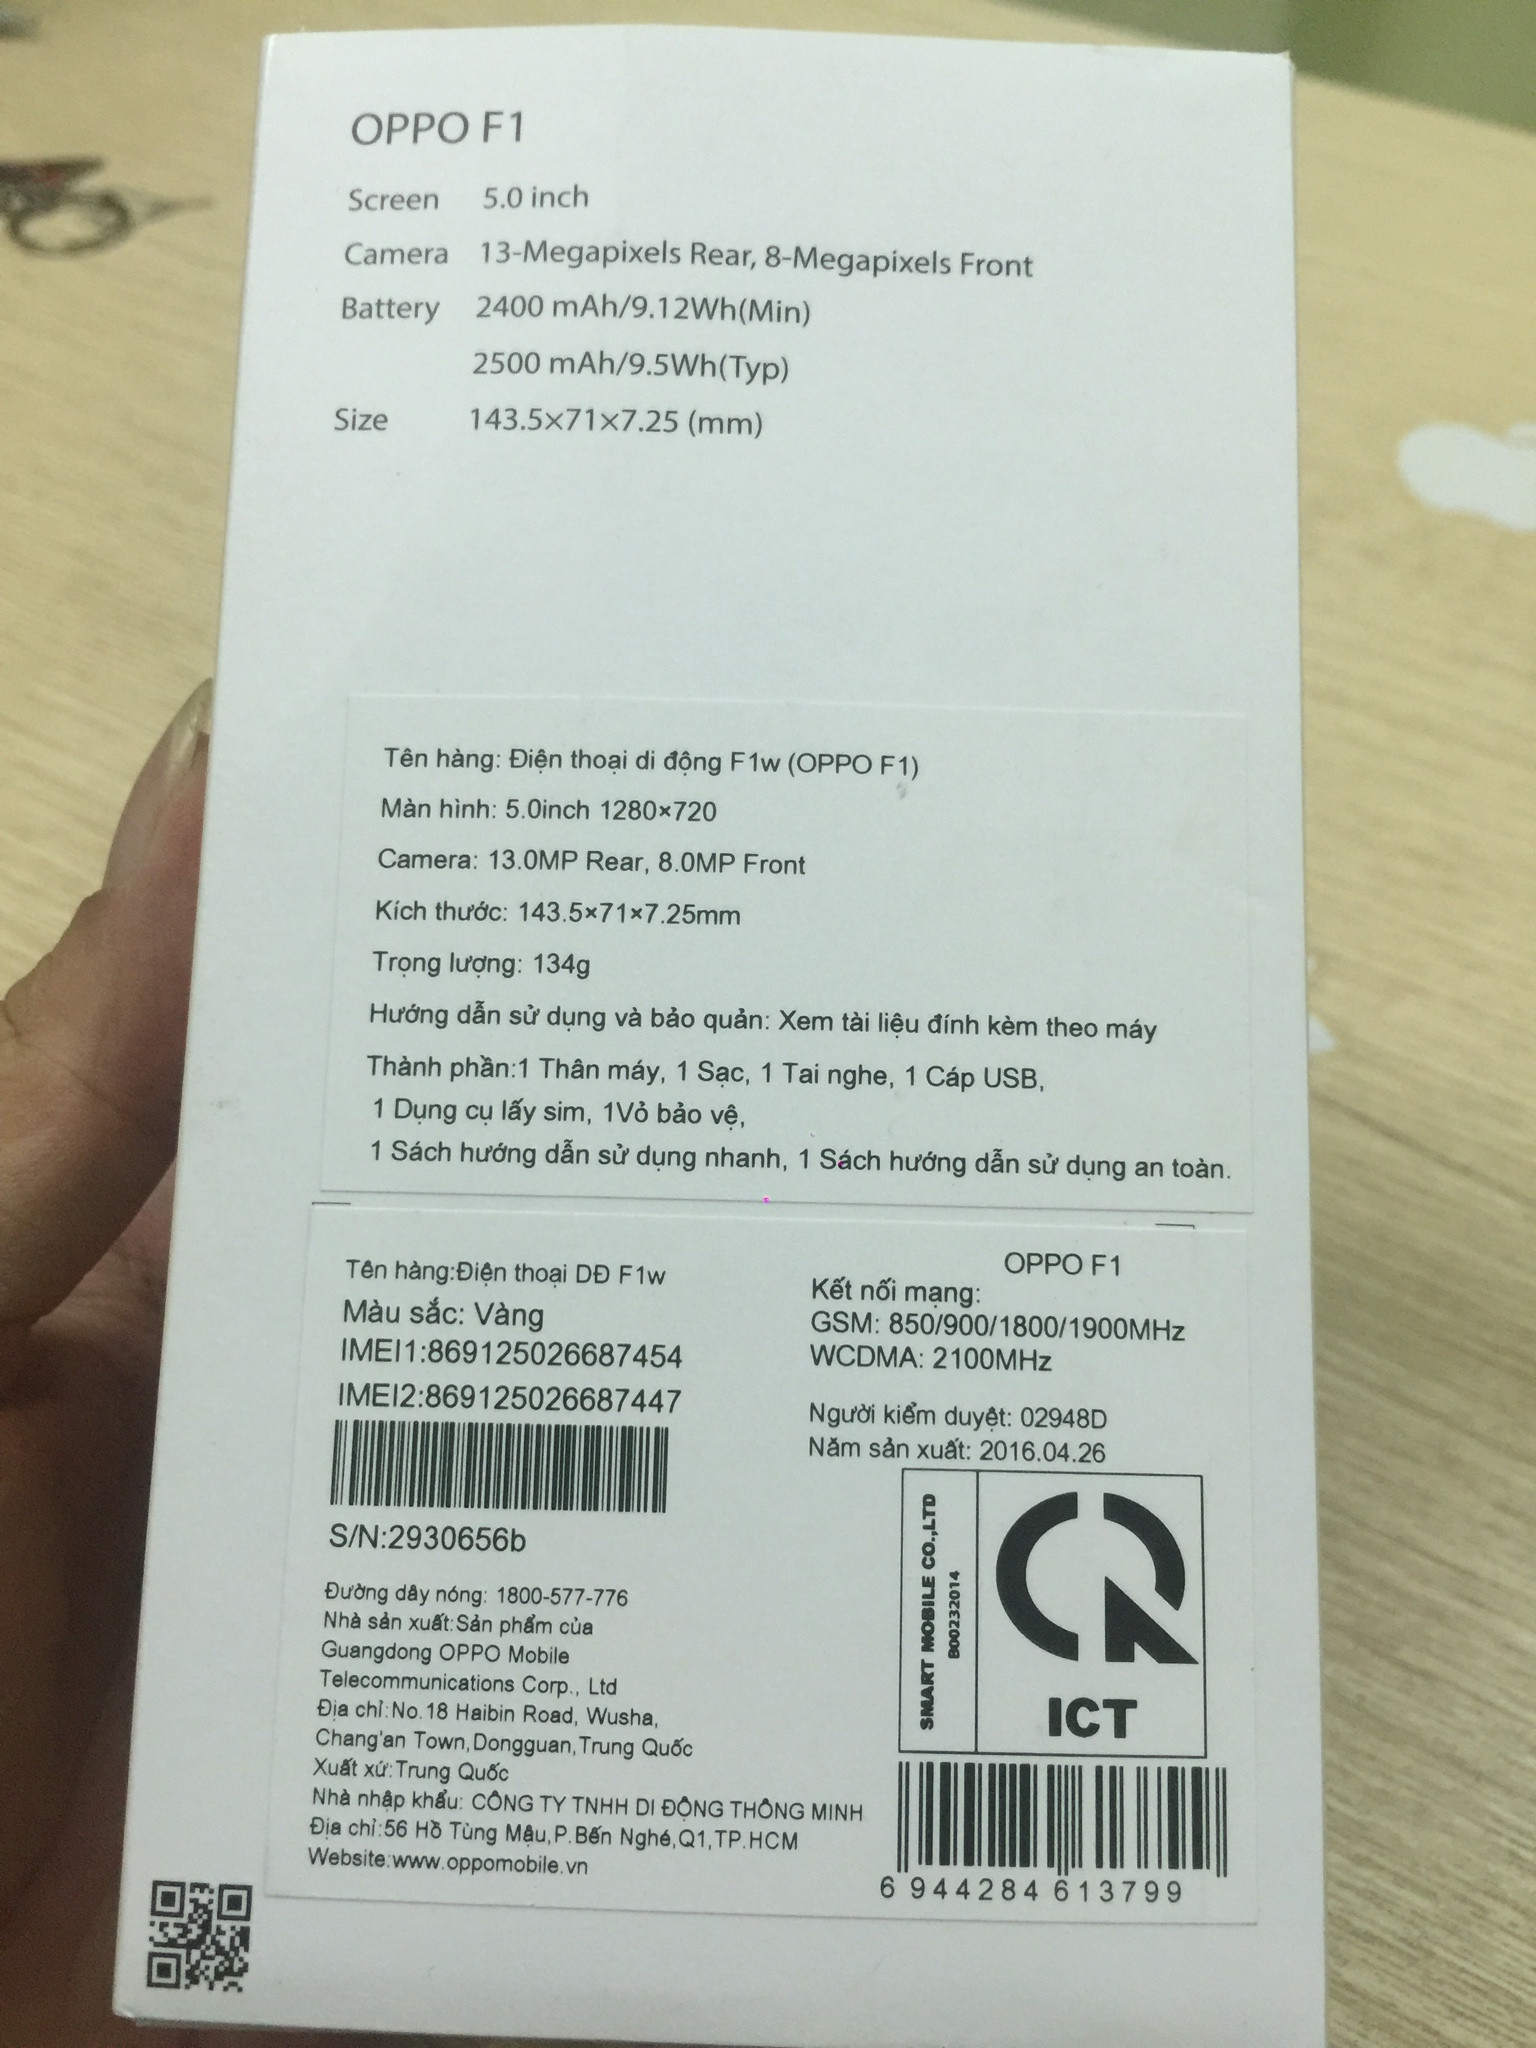 OPPO F1
Screen 5.0 inch
Camera 13-Megapixels Rear, 8-Megapixels Front
Battery 2400 mAh/9.12Wh(Min)
2500 mAh/9.5Wh(Typ)
Size 143.5×71×7.25 (mm)
Tên hàng: Điện thoại di động F1w (OPPO F1)
Màn hình: 5.0inch 1280×720
Camera: 13.0MP Rear, 8.0MP Front
Kích thước: 143.5×71×7.25mm
Trọng lượng: 134g
Hướng dẫn sử dụng và bảo quản: Xem tài liệu đính kèm theo máy
Thành phần:1 Thân máy, 1 Sạc, 1 Tai nghe, 1 Cáp USB,
1 Dụng cụ lấy sim, 1Vỏ bảo vệ,
1 Sách hướng dẫn sử dụng nhanh, 1 Sách hướng dẫn sử dụng an toàn.
Tên hàng:Điện thoại DĐ F1w
Màu sắc: Vàng
IMEI1:869125026687454
IMEI2:869125026687447
S/N:2930656b
Đường dây nóng: 1800-577-776
Nhà sản xuất:Sản phẩm của
Guangdong OPPO Mobile
Telecommunications Corp., Ltd
Địa chỉ:No.18 Haibin Road, Wusha,
Chang'an Town,Dongguan,Trung Quốc
Xuất xứ:Trung Quốc
Nhà nhập khẩu: CÔNG TY TNHH DI ĐỘNG THÔNG MINH
Địa chỉ:56 Hồ Tùng Mậu,P.Bến Nghé,Q1,TP.HCM
Website:www.oppomobile.vn
OPPO F1
Kết nối mạng:
GSM: 850/900/1800/1900MHz
WCDMA: 2100MHz
Người kiểm duyệt: 02948D
Năm sản xuất: 2016.04.26
SMART MOBILE CO.,LTD
B00232014
ICT
6 944284 613799